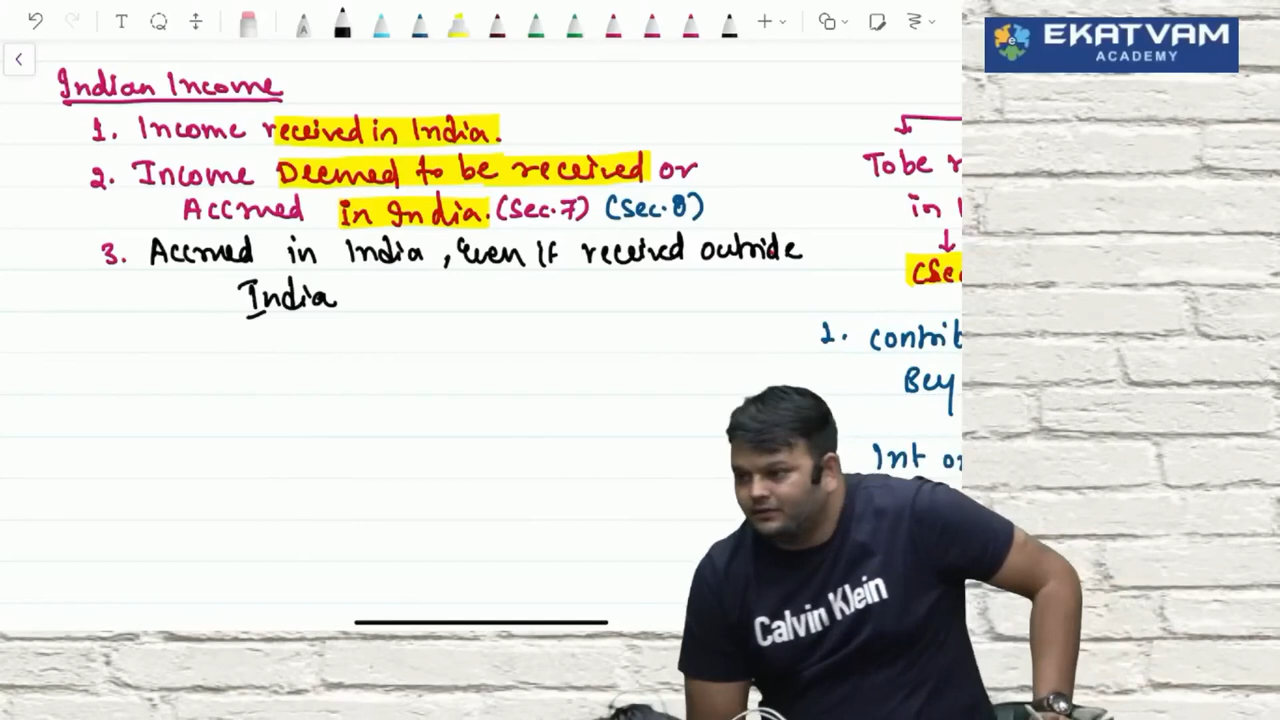 EKATVAM
ACADEMY
Indian Income
1. Income received in India.
2. Income Deemed to be received or
Accrued in India. (Sec.7) (Sec.8)
3. Accrued in India, Even if received outside
India
To be r
in I
(Sec
1. contrib
Bey
Int o
Calvin Klein